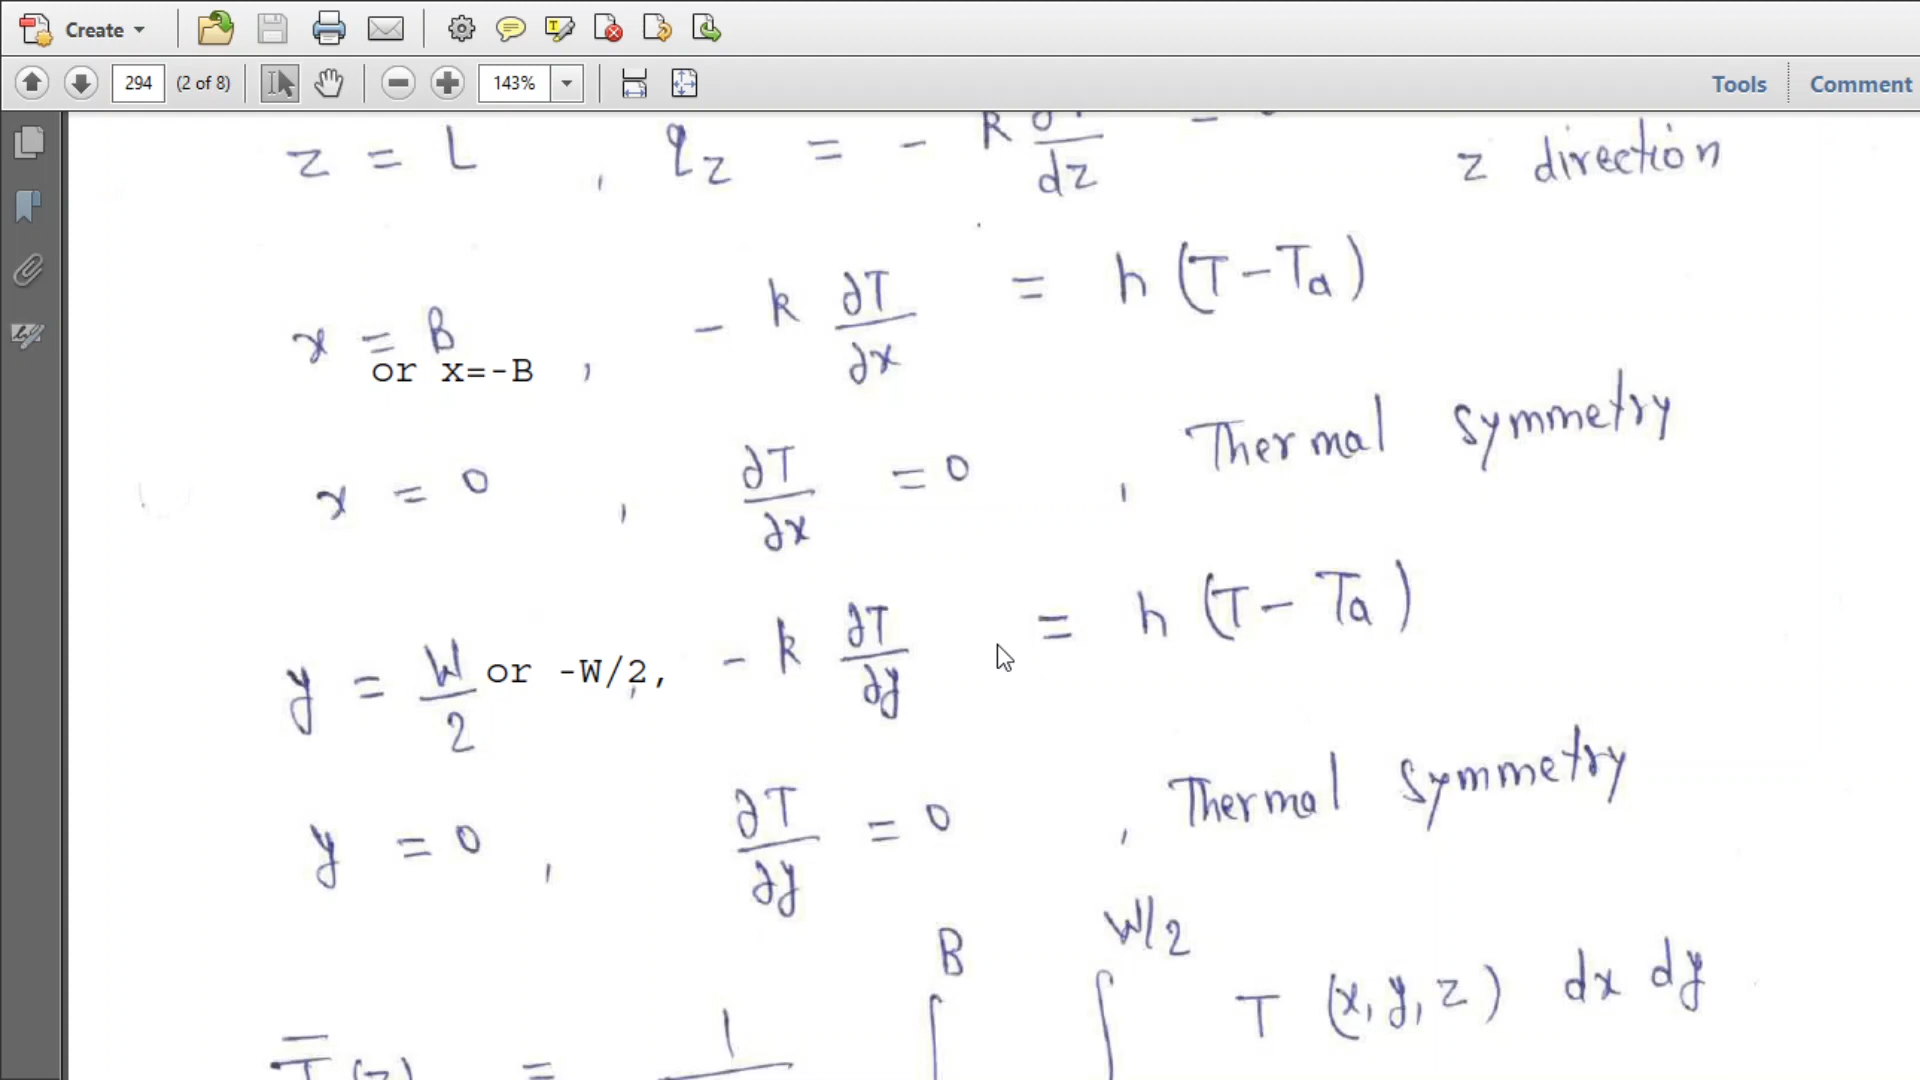 Create
294 (2 of 8) 143% Tools Comment
z = L , q_z = - k ∂T/dz = z direction
x = B or x=-B , - k ∂T/∂x = h (T - Ta)
x = 0 , ∂T/∂x = 0 , Thermal symmetry
y = W/2 or -W/2, - k ∂T/∂y = h (T - Ta)
y = 0 , ∂T/∂y = 0 , Thermal symmetry
B W/2
1 ∫ ∫ T (x, y, z) dx dy